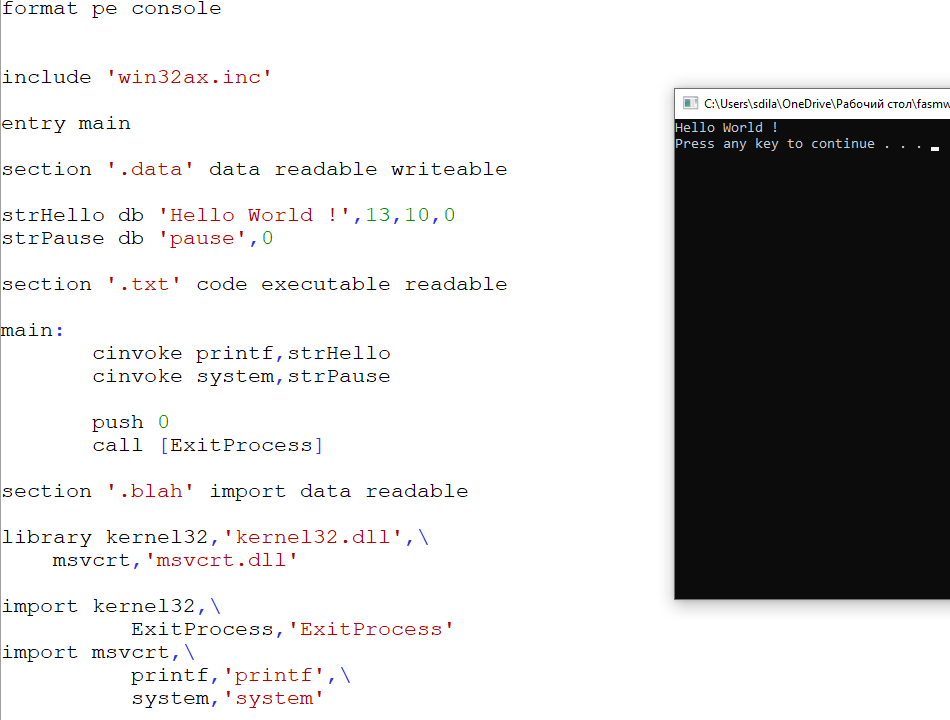 format pe console
include 'win32ax.inc'
entry main
section '.data' data readable writeable
strHello db 'Hello World !',13,10,0
strPause db 'pause',0
section '.txt' code executable readable
main:
cinvoke printf,strHello
cinvoke system,strPause
push 0
call [ExitProcess]
section '.blah' import data readable
library kernel32,'kernel32.dll',\
msvcrt,'msvcrt.dll'
import kernel32,\
ExitProcess,'ExitProcess'
import msvcrt,\
printf,'printf',\
system,'system'
C:\Users\sdila\OneDrive\Рабочий стол\fasmw
Hello World !
Press any key to continue . . .